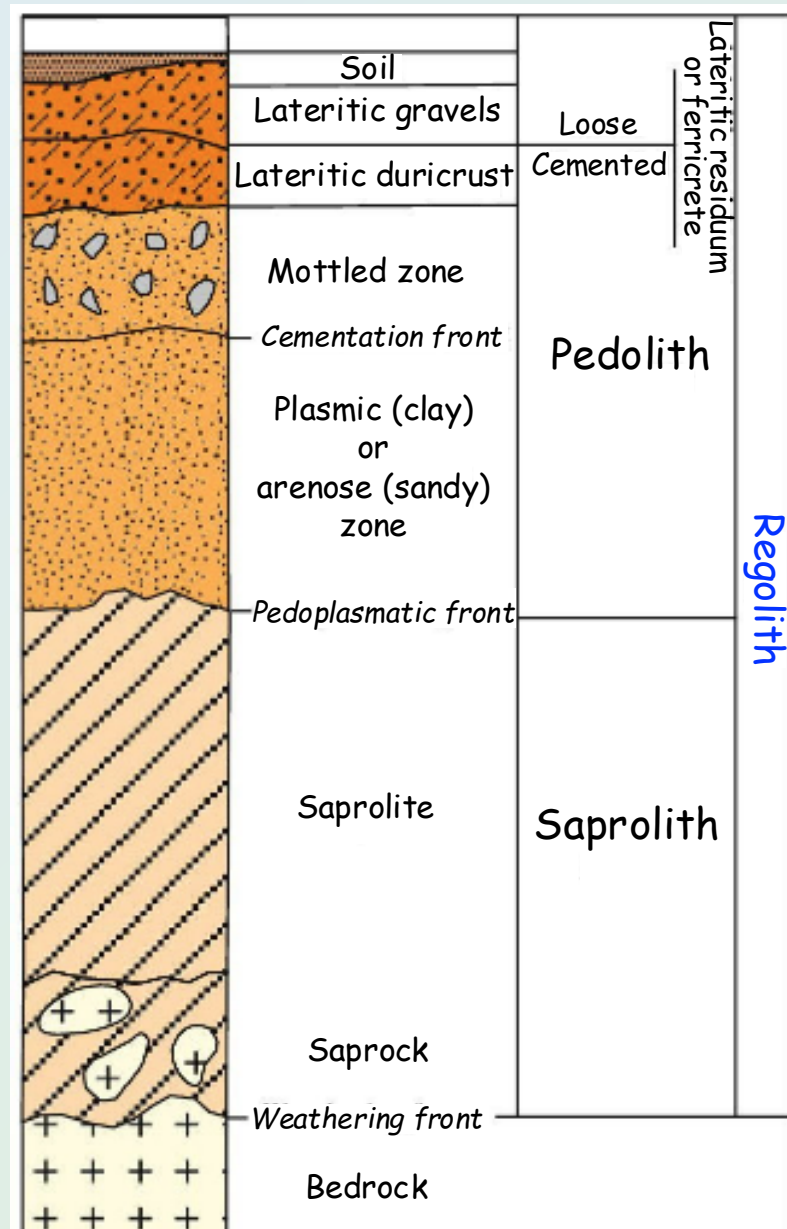 Soil
Lateritic gravels
Lateritic duricrust
Mottled zone
Cementation front
Plasmic (clay)
or
arenose (sandy)
zone
Pedoplasmatic front
Saprolite
Saprock
Weathering front
Bedrock
Loose
Cemented
Lateritic residuum
or ferricrete
Pedolith
Saprolith
Regolith